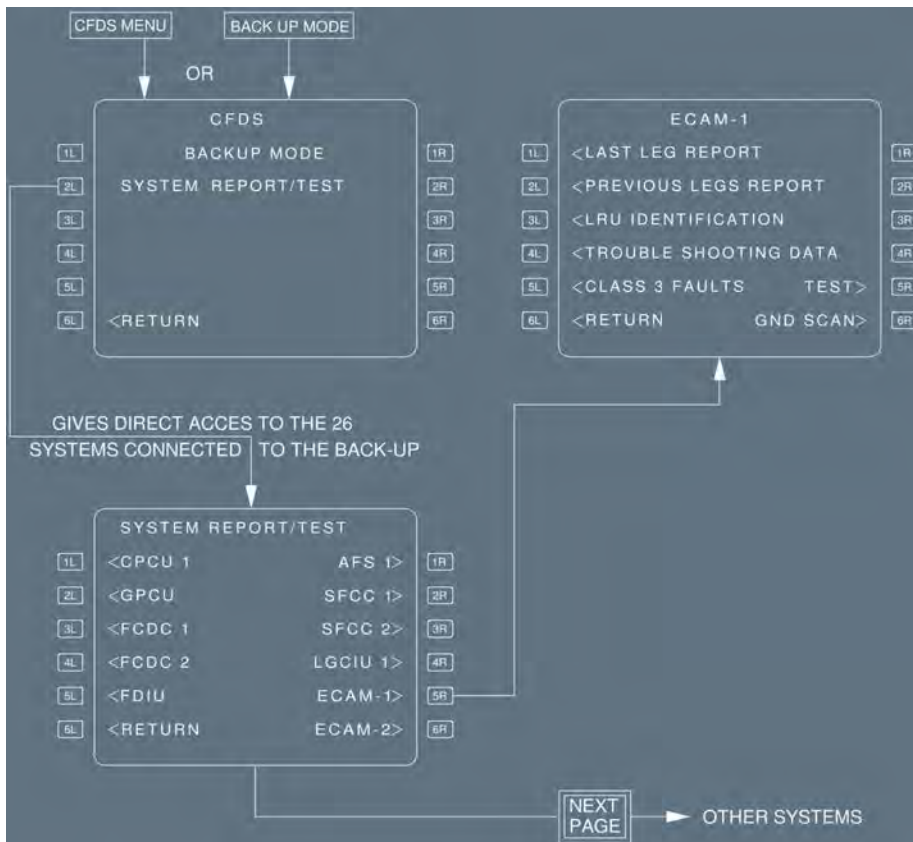 CFDS MENU
BACK UP MODE
OR
CFDS
1L BACKUP MODE 1R
2L SYSTEM REPORT/TEST 2R
3L 3R
4L 4R
5L 5R
6L <RETURN 6R
ECAM-1
1L <LAST LEG REPORT 1R
2L <PREVIOUS LEGS REPORT 2R
3L <LRU IDENTIFICATION 3R
4L <TROUBLE SHOOTING DATA 4R
5L <CLASS 3 FAULTS TEST> 5R
6L <RETURN GND SCAN> 6R
GIVES DIRECT ACCES TO THE 26
SYSTEMS CONNECTED TO THE BACK-UP
SYSTEM REPORT/TEST
1L <CPCU 1 AFS 1> 1R
2L <GPCU SFCC 1> 2R
3L <FCDC 1 SFCC 2> 3R
4L <FCDC 2 LGCIU 1> 4R
5L <FDIU ECAM-1> 5R
6L <RETURN ECAM-2> 6R
NEXT
PAGE
OTHER SYSTEMS